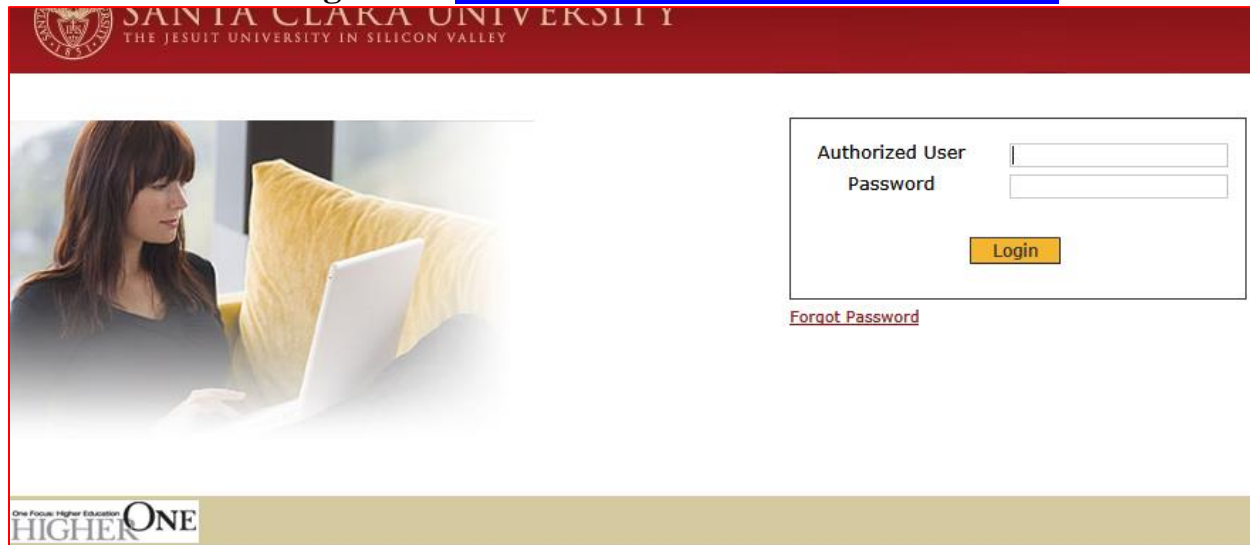 SANTA CLARA UNIVERSITY
THE JESUIT UNIVERSITY IN SILICON VALLEY
1851
Authorized User
Password
Login
Forgot Password
One Focus: Higher Education
HIGHER ONE